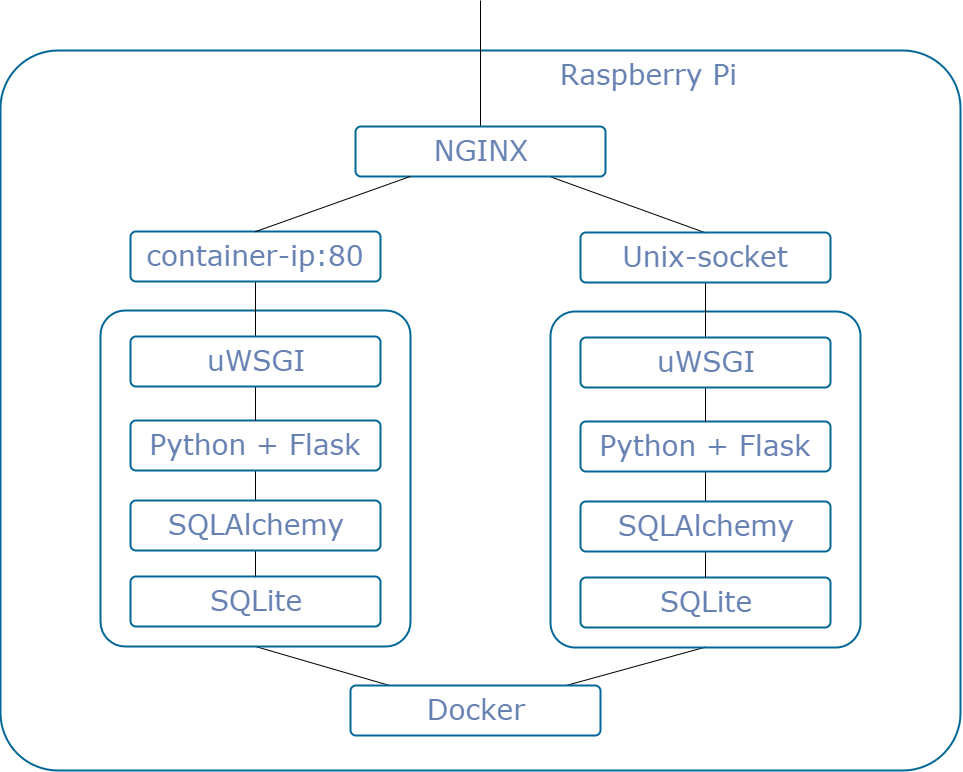 Raspberry Pi
NGINX
container-ip:80
Unix-socket
uWSGI
uWSGI
Python + Flask
Python + Flask
SQLAlchemy
SQLAlchemy
SQLite
SQLite
Docker